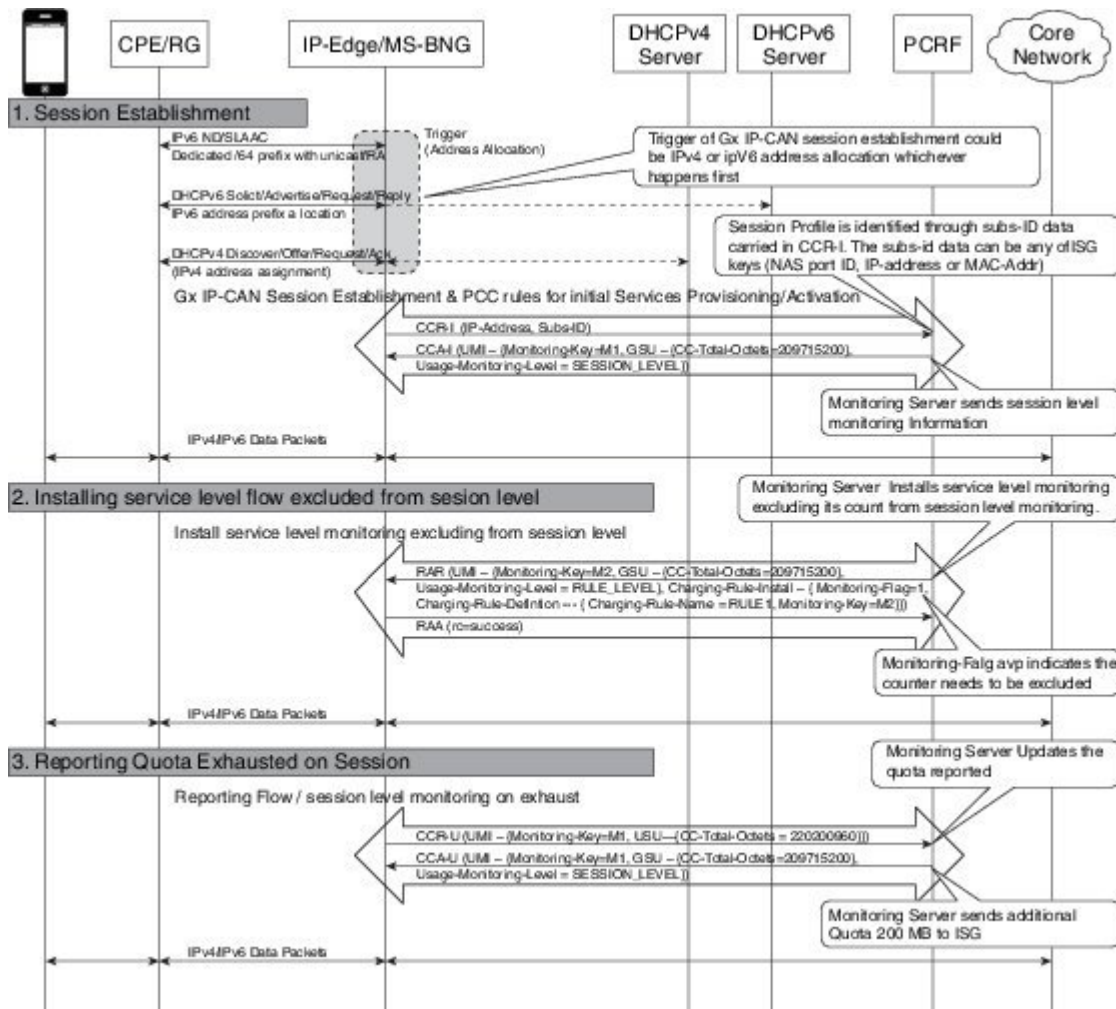 CPE/RG
IP-Edge/MS-BNG
DHCPv4
Server
DHCPv6
Server
PCRF
Core
Network
1. Session Establishment
IPv6 ND/SLAAC
Dedicated /64 prefix with unicast/RA
Trigger
(Address Allocation)
Trigger of Gx IP-CAN session establishment could
be IPv4 or ipV6 address allocation whichever
happens first
DHCPv6 Solict/Advertise/Request/Reply
IPv6 address prefix a location
Session Profile is identified through subs-ID data
carried in CCR-I. The subs-id data can be any of ISG
keys (NAS port ID, IP-address or MAC-Addr)
DHCPv4 Discover/Offer/Request/Ack
(IPv4 address assignment)
Gx IP-CAN Session Establishment & PCC rules for initial Services Provisioning/Activation
CCR-I (IP-Address, Subs-ID)
CCA-I (UMI – (Monitoring-Key=M1, GSU – (CC-Total-Octets=209715200),
Usage-Monitoring-Level = SESSION_LEVEL))
Monitoring Server sends session level
monitoring Information
IPv4/IPv6 Data Packets
2. Installing service level flow excluded from sesion level
Monitoring Server Installs service level monitoring
excluding its count from session level monitoring.
Install service level monitoring excluding from session level
RAR (UMI – (Monitoring-Key=M2, GSU – (CC-Total-Octets=209715200),
Usage-Monitoring-Level = RULE_LEVEL), Charging-Rule-Install – ( Monitoring-Flag=1,
Charging-Rule-Defintion --- ( Charging-Rule-Name = RULE1, Monitoring-Key=M2)))
RAA (rc=success)
Monitoring-Falg avp indicates the
counter needs to be excluded
IPv4/IPv6 Data Packets
3. Reporting Quota Exhausted on Session
Monitoring Server Updates the
quota reported
Reporting Flow / session level monitoring on exhaust
CCR-U (UMI – (Monitoring-Key=M1, USU—(CC-Total-Octets = 220200960)))
CCA-U (UMI – (Monitoring-Key=M1, GSU – (CC-Total-Octets=209715200),
Usage-Monitoring-Level = SESSION_LEVEL))
Monitoring Server sends additional
Quota 200 MB to ISG
IPv4/IPv6 Data Packets